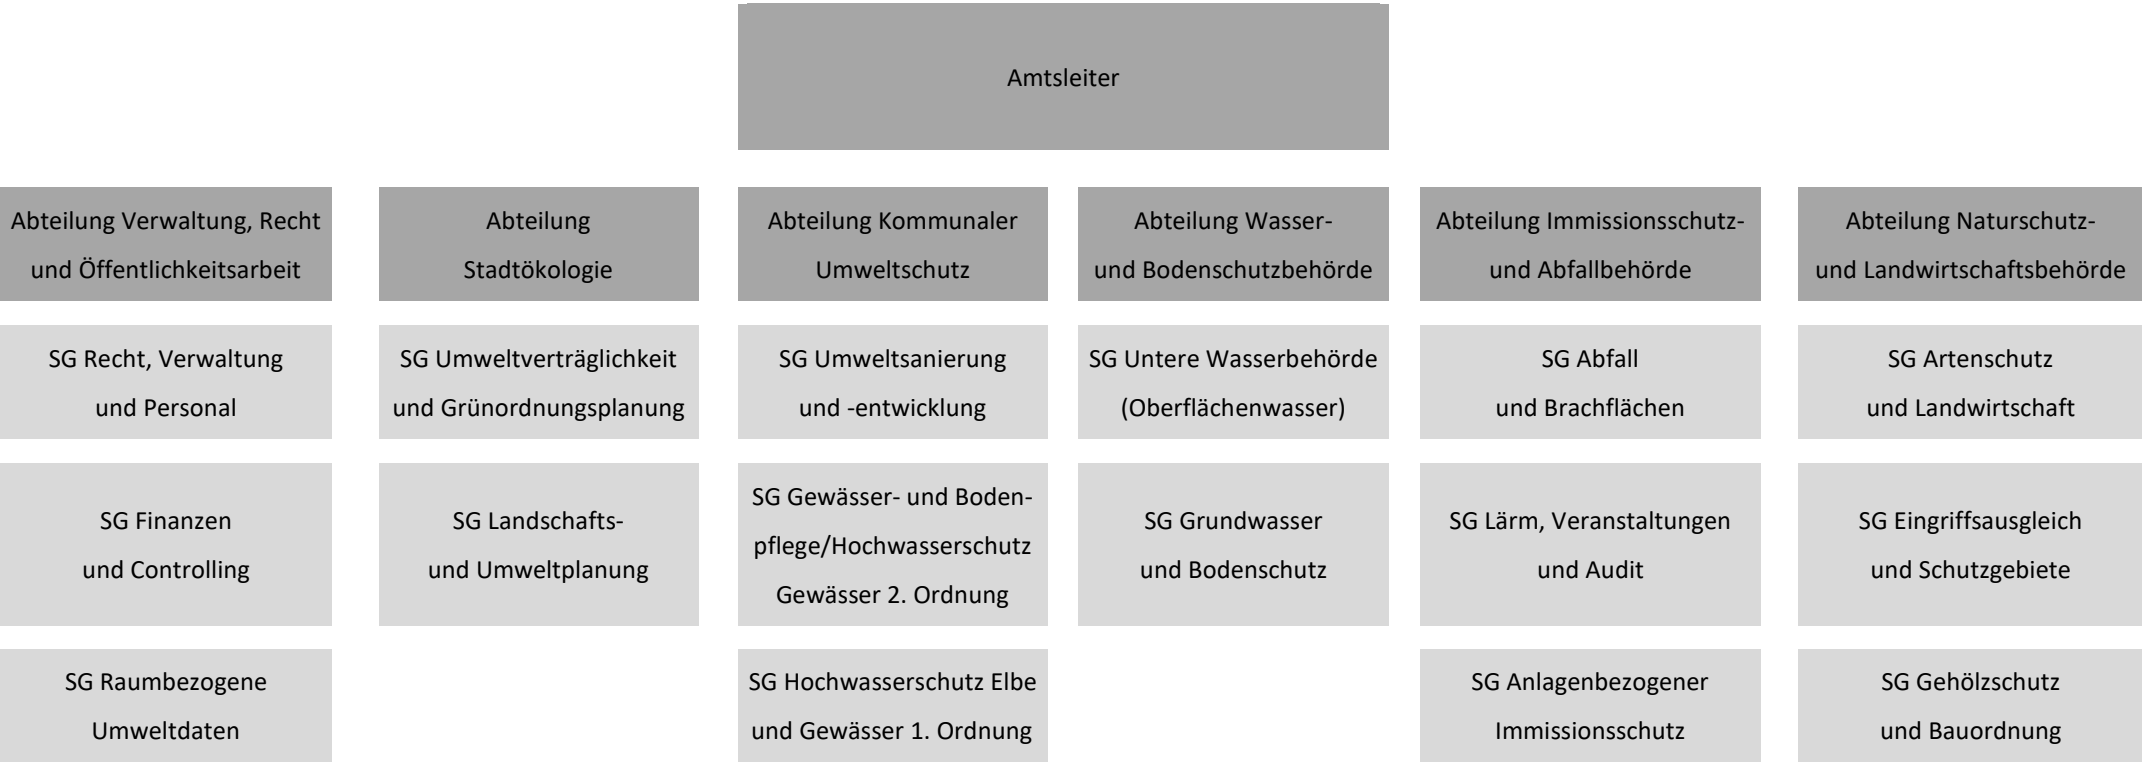 Amtsleiter
Abteilung Verwaltung, Recht
und Öffentlichkeitsarbeit
Abteilung
Stadtökologie
Abteilung Kommunaler
Umweltschutz
Abteilung Wasser-
und Bodenschutzbehörde
Abteilung Immissionsschutz-
und Abfallbehörde
Abteilung Naturschutz-
und Landwirtschaftsbehörde
SG Recht, Verwaltung
und Personal
SG Umweltverträglichkeit
und Grünordnungsplanung
SG Umweltsanierung
und -entwicklung
SG Untere Wasserbehörde
(Oberflächenwasser)
SG Abfall
und Brachflächen
SG Artenschutz
und Landwirtschaft
SG Finanzen
und Controlling
SG Landschafts-
und Umweltplanung
SG Gewässer- und Boden-
pflege/Hochwasserschutz
Gewässer 2. Ordnung
SG Grundwasser
und Bodenschutz
SG Lärm, Veranstaltungen
und Audit
SG Eingriffsausgleich
und Schutzgebiete
SG Raumbezogene
Umweltdaten
SG Hochwasserschutz Elbe
und Gewässer 1. Ordnung
SG Anlagenbezogener
Immissionsschutz
SG Gehölzschutz
und Bauordnung